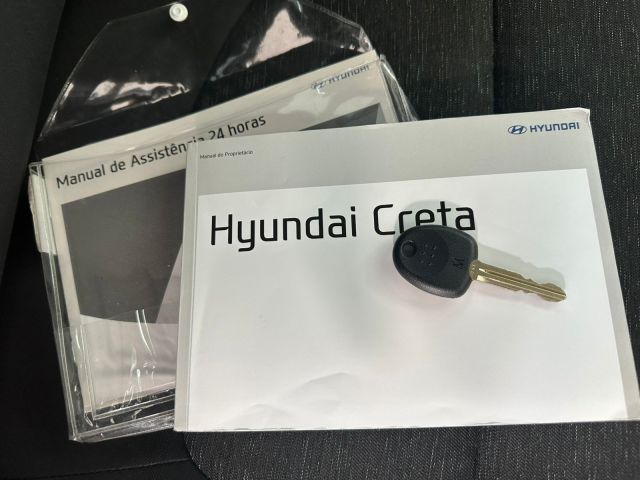 HYUNDAI
Manual de Assistência 24 horas
HYUNDAI
Manual do Proprietário
Hyundai Creta